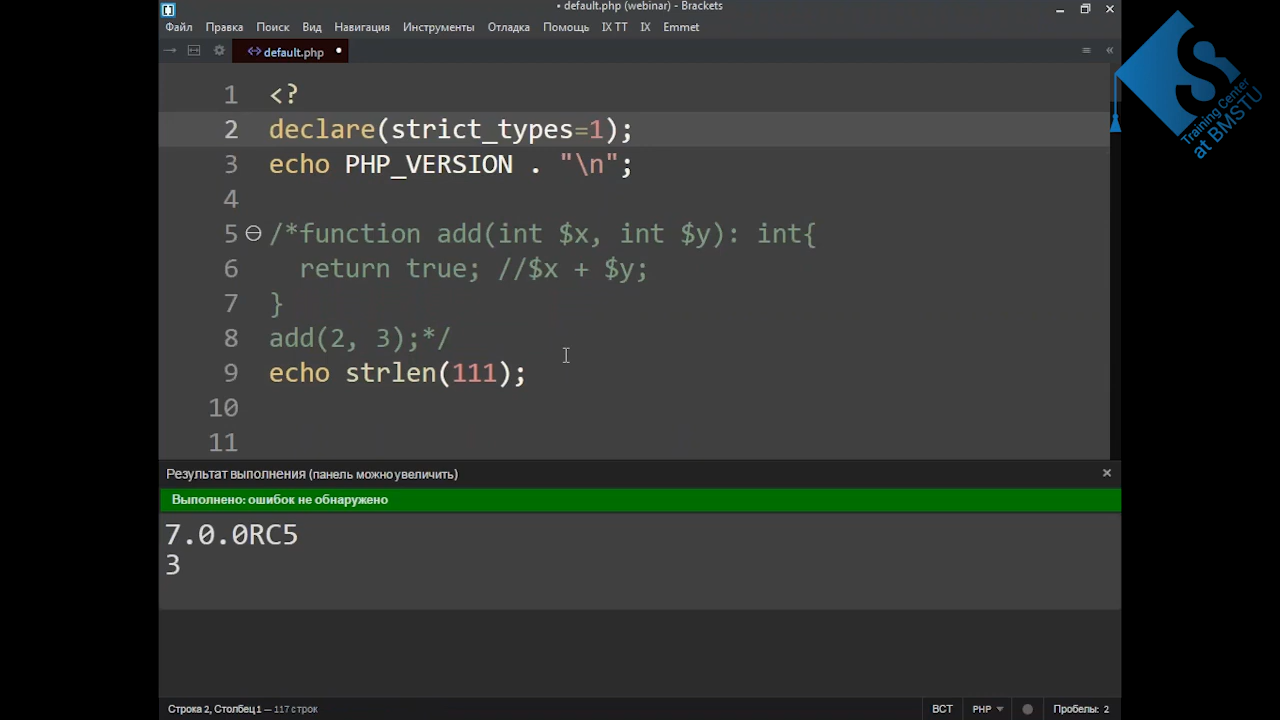 • default.php (webinar) - Brackets
Файл Правка Поиск Вид Навигация Инструменты Отладка Помощь IX TT IX Emmet
default.php •
1 <?
2 declare(strict_types=1);
3 echo PHP_VERSION . "\n";
4
5 /*function add(int $x, int $y): int{
6 return true; //$x + $y;
7 }
8 add(2, 3);*/
9 echo strlen(111);
10
11
Результат выполнения (панель можно увеличить)
Выполнено: ошибок не обнаружено
7.0.0RC5
3
Строка 2, Столбец 1 — 117 строк ВСТ PHP Пробелы: 2
S
Training Center
at BMSTU